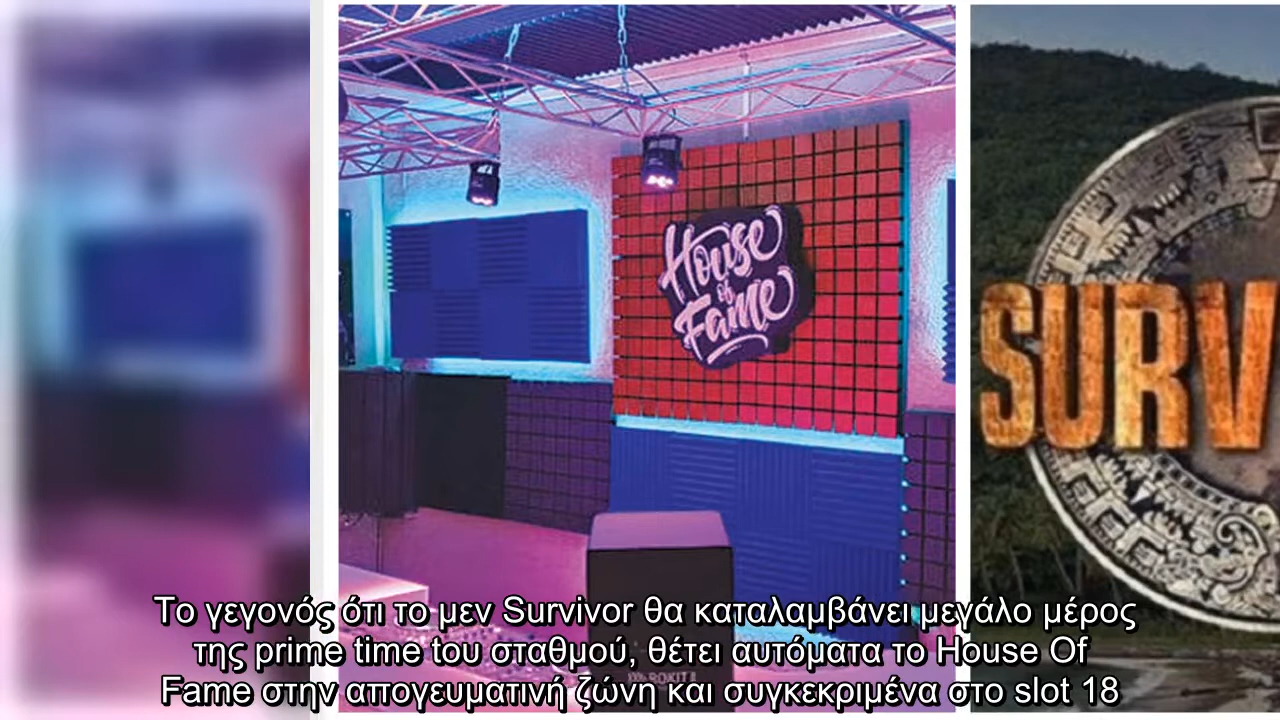 House
of
Fame
SURV
Το γεγονός ότι το μεν Survivor θα καταλαμβάνει μεγάλο μέρος
της prime time του σταθμού, θέτει αυτόματα το House Of
Fame στην απογευματινή ζώνη και συγκεκριμένα στο slot 18